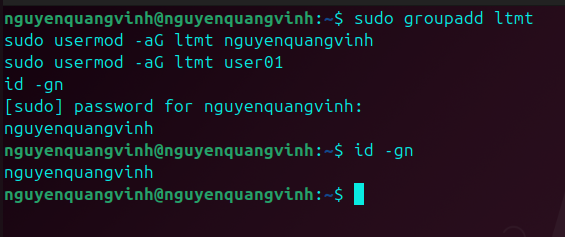 nguyenquangvinh@nguyenquangvinh:~$ sudo groupadd ltmt
sudo usermod -aG ltmt nguyenquangvinh
sudo usermod -aG ltmt user01
id -gn
[sudo] password for nguyenquangvinh:
nguyenquangvinh
nguyenquangvinh@nguyenquangvinh:~$ id -gn
nguyenquangvinh
nguyenquangvinh@nguyenquangvinh:~$